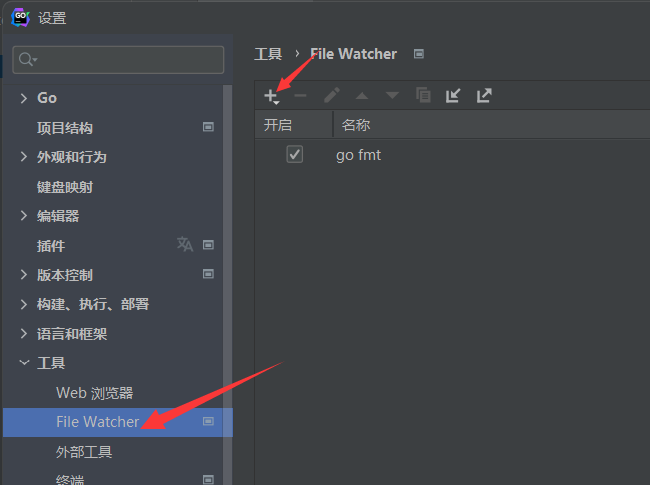 GO 设置
工具 › File Watcher
Go
项目结构
外观和行为
键盘映射
编辑器
插件
版本控制
构建、执行、部署
语言和框架
工具
Web 浏览器
File Watcher
外部工具
终端
开启 名称
go fmt